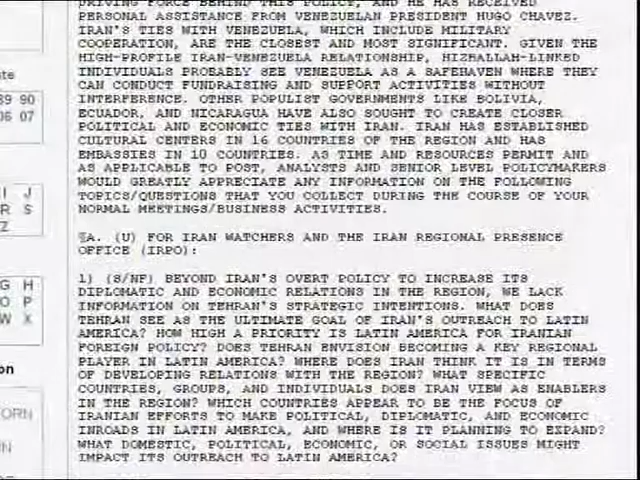 DRIVING FORCE BEHIND THIS POLICY, AND HE HAS RECEIVED
PERSONAL ASSISTANCE FROM VENEZUELAN PRESIDENT HUGO CHAVEZ.
IRAN'S TIES WITH VENEZUELA, WHICH INCLUDE MILITARY
COOPERATION, ARE THE CLOSEST AND MOST SIGNIFICANT. GIVEN THE
HIGH-PROFILE IRAN-VENEZUELA RELATIONSHIP, HIZBALLAH-LINKED
INDIVIDUALS PROBABLY SEE VENEZUELA AS A SAFEHAVEN WHERE THEY
CAN CONDUCT FUNDRAISING AND SUPPORT ACTIVITIES WITHOUT
INTERFERENCE. OTHER POPULIST GOVERNMENTS LIKE BOLIVIA,
ECUADOR, AND NICARAGUA HAVE ALSO SOUGHT TO CREATE CLOSER
POLITICAL AND ECONOMIC TIES WITH IRAN. IRAN HAS ESTABLISHED
CULTURAL CENTERS IN 16 COUNTRIES OF THE REGION AND HAS
EMBASSIES IN 10 COUNTRIES. AS TIME AND RESOURCES PERMIT AND
AS APPLICABLE TO POST, ANALYSTS AND SENIOR LEVEL POLICYMAKERS
WOULD GREATLY APPRECIATE ANY INFORMATION ON THE FOLLOWING
TOPICS/QUESTIONS THAT YOU COLLECT DURING THE COURSE OF YOUR
NORMAL MEETINGS/BUSINESS ACTIVITIES.
¶A. (U) FOR IRAN WATCHERS AND THE IRAN REGIONAL PRESENCE
OFFICE (IRPO):
1) (S/NF) BEYOND IRAN'S OVERT POLICY TO INCREASE ITS
DIPLOMATIC AND ECONOMIC RELATIONS IN THE REGION, WE LACK
INFORMATION ON TEHRAN'S STRATEGIC INTENTIONS. WHAT DOES
TEHRAN SEE AS THE ULTIMATE GOAL OF IRAN'S OUTREACH TO LATIN
AMERICA? HOW HIGH A PRIORITY IS LATIN AMERICA FOR IRANIAN
FOREIGN POLICY? DOES TEHRAN ENVISION BECOMING A KEY REGIONAL
PLAYER IN LATIN AMERICA? WHERE DOES IRAN THINK IT IS IN TERMS
OF DEVELOPING RELATIONS WITH THE REGION? WHAT SPECIFIC
COUNTRIES, GROUPS, AND INDIVIDUALS DOES IRAN VIEW AS ENABLERS
IN THE REGION? WHICH COUNTRIES APPEAR TO BE THE FOCUS OF
IRANIAN EFFORTS TO MAKE POLITICAL, DIPLOMATIC, AND ECONOMIC
INROADS IN LATIN AMERICA, AND WHERE IS IT PLANNING TO EXPAND?
WHAT DOMESTIC, POLITICAL, ECONOMIC, OR SOCIAL ISSUES MIGHT
IMPACT ITS OUTREACH TO LATIN AMERICA?
89 90
06 07
I J
R S
Z
G H
O P
W X